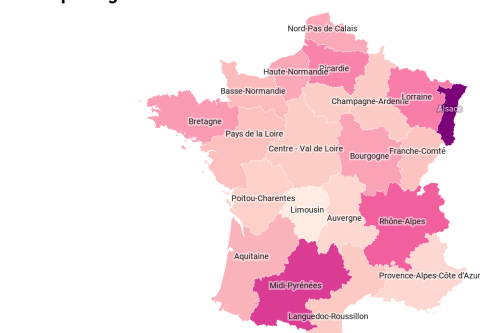 Nord-Pas de Calais
Haute-Normandie
Picardie
Basse-Normandie
Champagne-Ardenne
Lorraine
Alsace
Bretagne
Pays de la Loire
Centre - Val de Loire
Bourgogne
Franche-Comté
Poitou-Charentes
Limousin
Auvergne
Rhône-Alpes
Aquitaine
Midi-Pyrénées
Provence-Alpes-Côte d'Azur
Languedoc-Roussillon